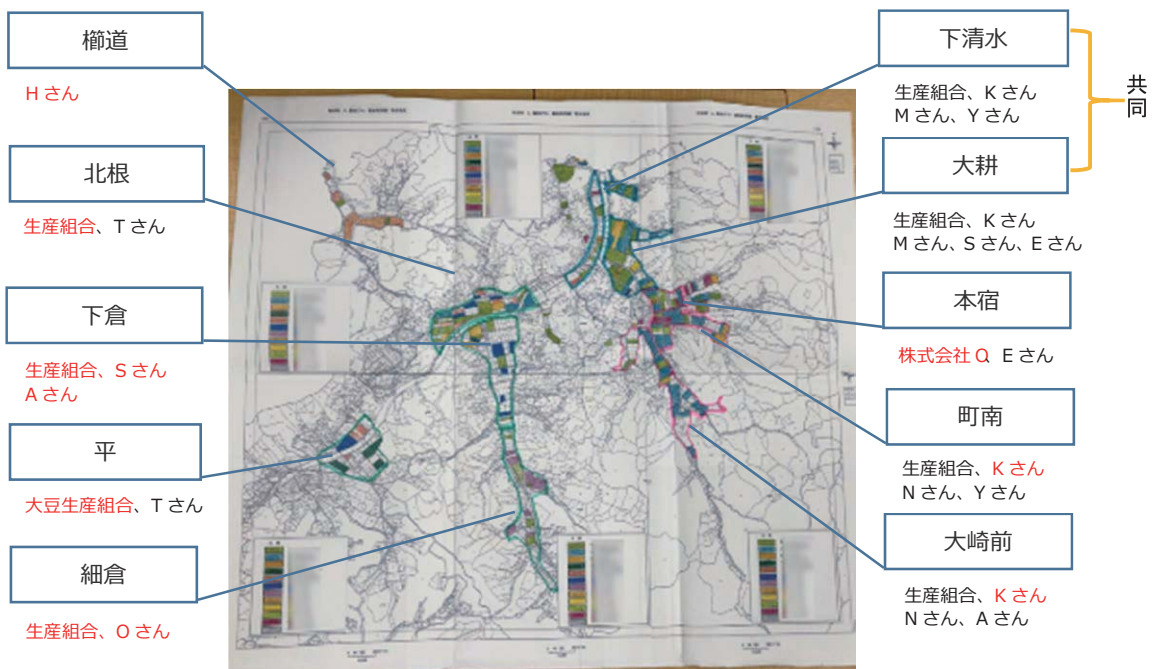 櫛道
Hさん
北根
生産組合、Tさん
下倉
生産組合、Sさん
Aさん
平
大豆生産組合、Tさん
細倉
生産組合、Oさん
下清水
生産組合、Kさん
Mさん、Yさん
共同
大耕
生産組合、Kさん
Mさん、Sさん、Eさん
本宿
株式会社Q、Eさん
町南
生産組合、Kさん
Nさん、Yさん
大崎前
生産組合、Kさん
Nさん、Aさん